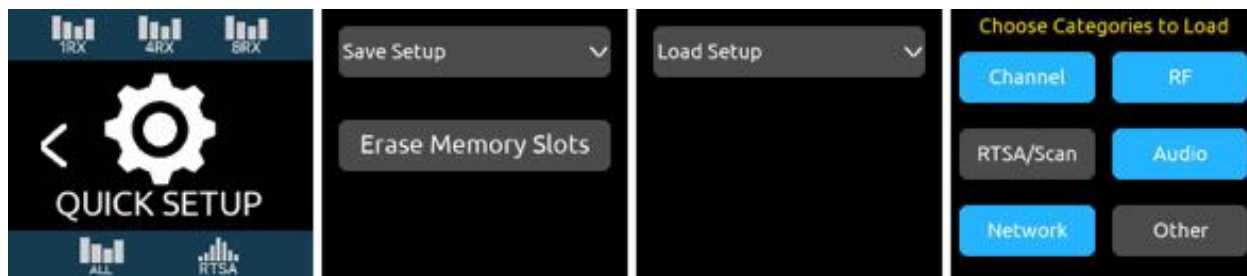 1RX 4RX 8RX
QUICK SETUP
ALL RTSA
Save Setup
Erase Memory Slots
Load Setup
Choose Categories to Load
Channel RF
RTSA/Scan Audio
Network Other